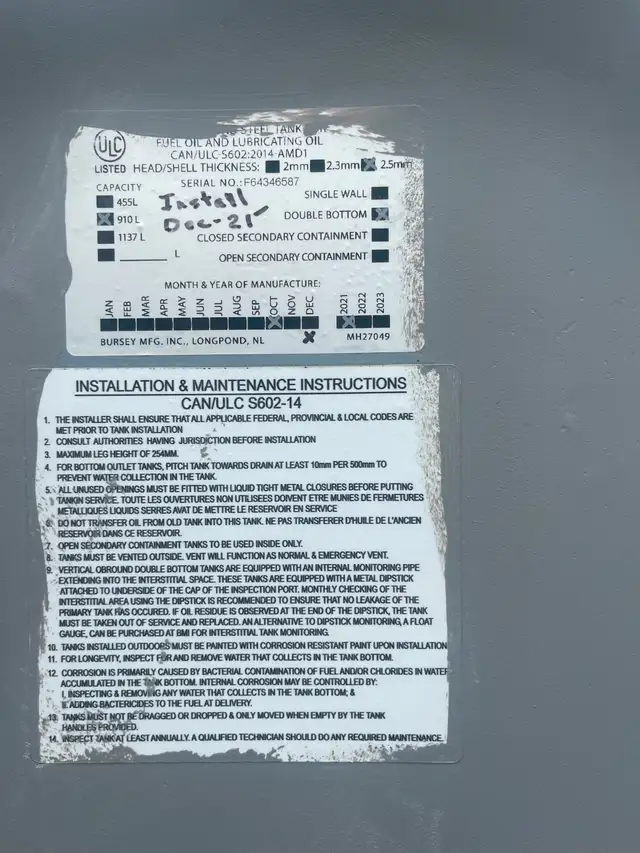 STEEL TANK
ULC
FUEL OIL AND LUBRICATING OIL
CAN/ULC-S602:2014-AMD1
LISTED HEAD/SHELL THICKNESS: 2mm 2.3mm 2.5mm
SERIAL NO.: F64346587
CAPACITY
455L
Install
SINGLE WALL
910 L
Dec-21
DOUBLE BOTTOM
1137 L
CLOSED SECONDARY CONTAINMENT
L
OPEN SECONDARY CONTAINMENT
MONTH & YEAR OF MANUFACTURE:
JAN FEB MAR APR MAY JUN JUL AUG SEP OCT NOV DEC 2021 2022 2023
BURSEY MFG. INC., LONGPOND, NL
MH27049
INSTALLATION & MAINTENANCE INSTRUCTIONS
CAN/ULC S602-14
1. THE INSTALLER SHALL ENSURE THAT ALL APPLICABLE FEDERAL, PROVINCIAL & LOCAL CODES ARE
MET PRIOR TO TANK INSTALLATION
2. CONSULT AUTHORITIES HAVING JURISDICTION BEFORE INSTALLATION
3. MAXIMUM LEG HEIGHT OF 254MM.
4. FOR BOTTOM OUTLET TANKS, PITCH TANK TOWARDS DRAIN AT LEAST 10mm PER 500mm TO
PREVENT WATER COLLECTION IN THE TANK.
5. ALL UNUSED OPENINGS MUST BE FITTED WITH LIQUID TIGHT METAL CLOSURES BEFORE PUTTING
TANKIN SERVICE. TOUTE LES OUVERTURES NON UTILISEES DOIVENT ETRE MUNIES DE FERMETURES
METALLIQUES LIQUIDS SERRES AVAT DE METTRE LE RESERVOIR EN SERVICE
6. DO NOT TRANSFER OIL FROM OLD TANK INTO THIS TANK. NE PAS TRANSFERER D'HUILE DE L'ANCIEN
RESERVOIR DANS CE RESERVOIR.
7. OPEN SECONDARY CONTAINMENT TANKS TO BE USED INSIDE ONLY.
8. TANKS MUST BE VENTED OUTSIDE. VENT WILL FUNCTION AS NORMAL & EMERGENCY VENT.
9. VERTICAL OBROUND DOUBLE BOTTOM TANKS ARE EQUIPPED WITH AN INTERNAL MONITORING PIPE
EXTENDING INTO THE INTERSTITIAL SPACE. THESE TANKS ARE EQUIPPED WITH A METAL DIPSTICK
ATTACHED TO UNDERSIDE OF THE CAP OF THE INSPECTION PORT. MONTHLY CHECKING OF THE
INTERSTITIAL AREA USING THE DIPSTICK IS RECOMMENDED TO ENSURE THAT NO LEAKAGE OF THE
PRIMARY TANK HAS OCCURED. IF OIL RESIDUE IS OBSERVED AT THE END OF THE DIPSTICK, THE TANK
MUST BE TAKEN OUT OF SERVICE AND REPLACED. AN ALTERNATIVE TO DIPSTICK MONITORING, A FLOAT
GAUGE, CAN BE PURCHASED AT BMI FOR INTERSTITIAL TANK MONITORING.
10. TANKS INSTALLED OUTDOORS MUST BE PAINTED WITH CORROSION RESISTANT PAINT UPON INSTALLATION
11. FOR LONGEVITY, INSPECT FOR AND REMOVE WATER THAT COLLECTS IN THE TANK BOTTOM.
12. CORROSION IS PRIMARILY CAUSED BY BACTERIAL CONTAMINATION OF FUEL AND/OR CHLORIDES IN WATER
ACCUMULATED IN THE TANK BOTTOM. INTERNAL CORROSION MAY BE CONTROLLED BY:
I. INSPECTING & REMOVING ANY WATER THAT COLLECTS IN THE TANK BOTTOM; &
II. ADDING BACTERICIDES TO THE FUEL AT DELIVERY.
13. TANKS MUST NOT BE DRAGGED OR DROPPED & ONLY MOVED WHEN EMPTY BY THE TANK
HANDLES PROVIDED.
14. INSPECT TANK AT LEAST ANNUALLY. A QUALIFIED TECHNICIAN SHOULD DO ANY REQUIRED MAINTENANCE.